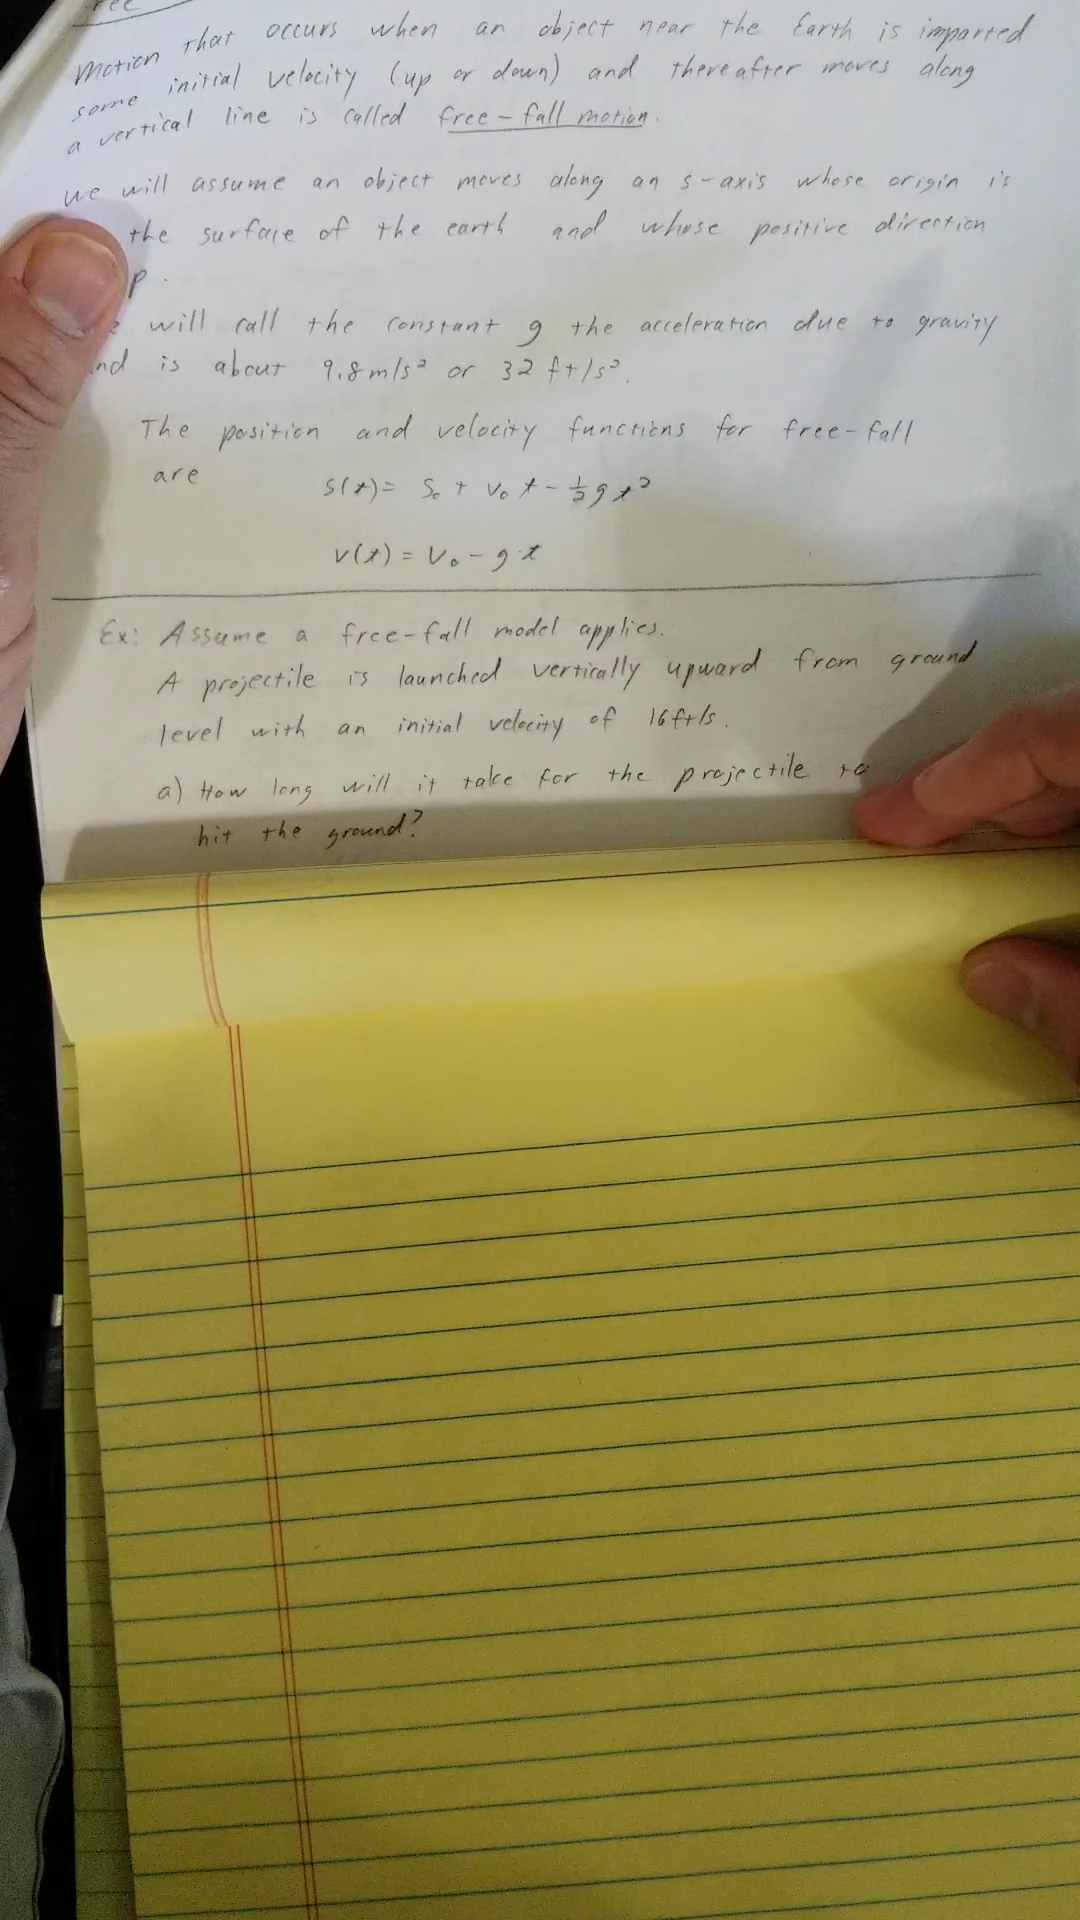 Motion that occurs when an object near the Earth is imparted
some initial velocity (up or down) and thereafter moves along
a vertical line is called free-fall motion.
we will assume an object moves along an s-axis whose origin is
the surface of the earth and whose positive direction
p.
will call the constant g the acceleration due to gravity
nd is about 9.8 m/s² or 32 ft/s².
The position and velocity functions for free-fall
are
s(t) = s₀ + v₀t - ½gt²
v(t) = v₀ - g·t
Ex: Assume a free-fall model applies.
A projectile is launched vertically upward from ground
level with an initial velocity of 16ft/s.
a) How long will it take for the projectile to
hit the ground?